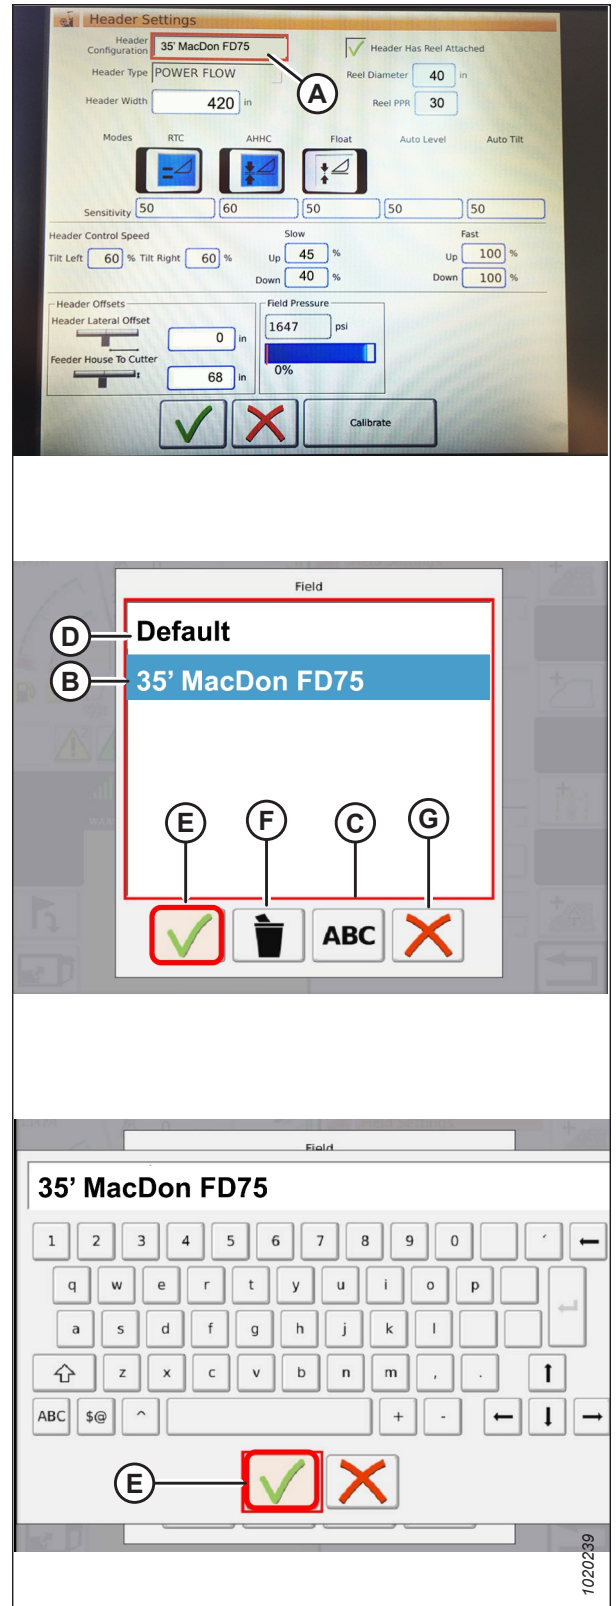 Header Settings
Header Configuration 35' MacDon FD75
Header Has Reel Attached
A
Header Type POWER FLOW
Reel Diameter 40 in
Header Width 420 in
Reel PPR 30
Modes RTC AHHC Float Auto Level Auto Tilt
Sensitivity 50 60 50 50 50
Header Control Speed Slow Fast
Tilt Left 60 % Tilt Right 60 % Up 45 % Up 100 %
Down 40 % Down 100 %
Header Offsets Field Pressure
Header Lateral Offset 1647 psi
0 in
Feeder House To Cutter 0%
68 in
Calibrate
Field
D Default
B 35' MacDon FD75
E F C G
ABC
Field
35' MacDon FD75
1 2 3 4 5 6 7 8 9 0 ´ ←
q w e r t y u i o p
a s d f g h j k l
z x c v b n m , . ↑
ABC $@ ^ + - ← ↓ →
E
1020239